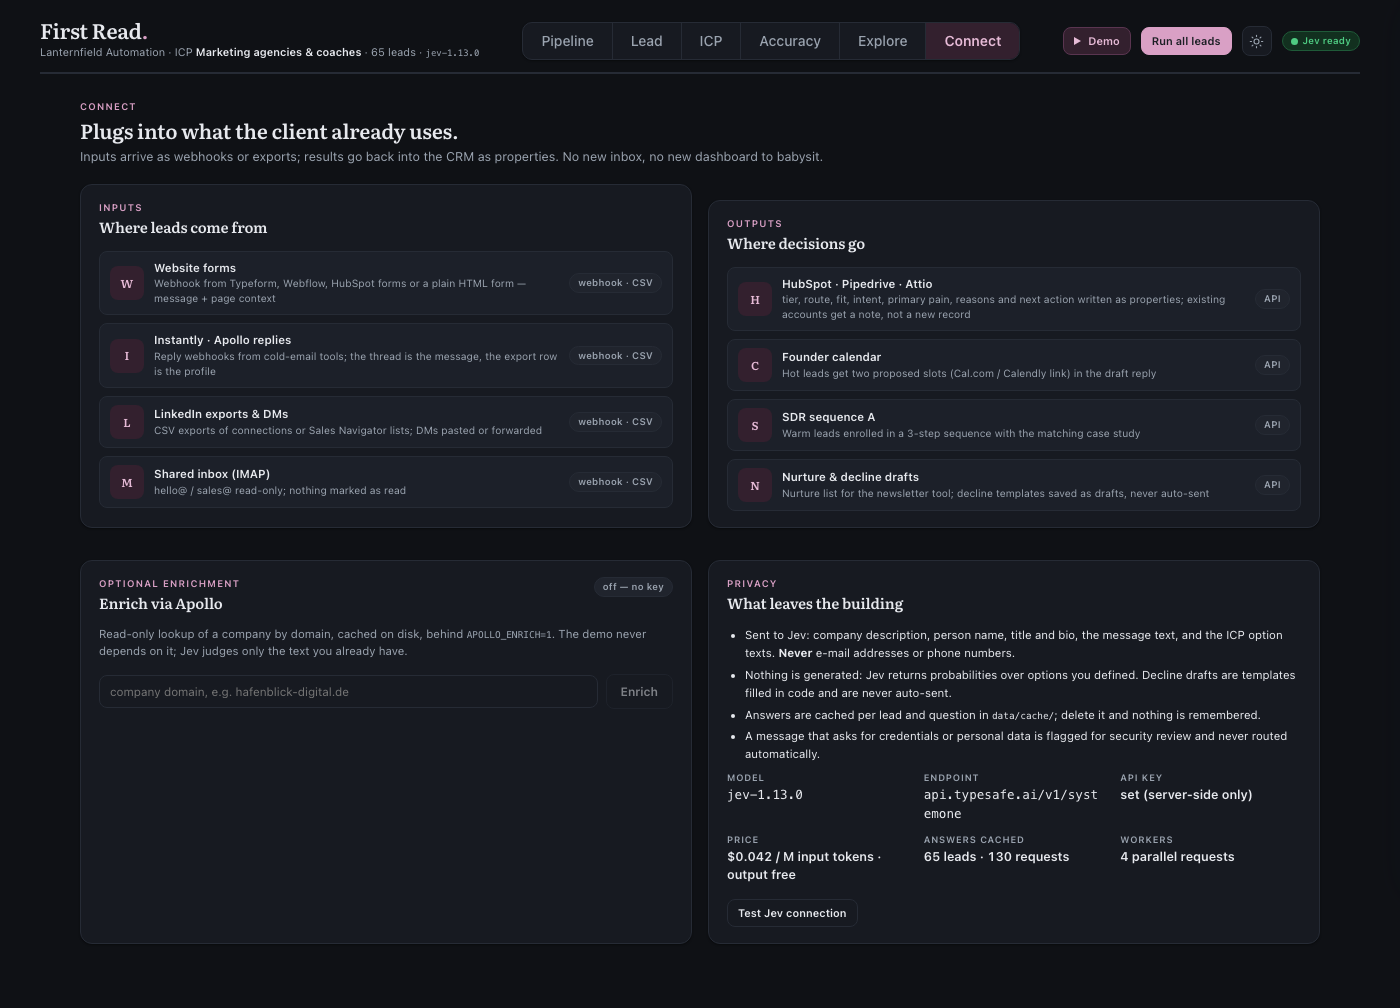 First Read.
Lanternfield Automation · ICP Marketing agencies & coaches · 65 leads · jev-1.13.0
Pipeline
Lead
ICP
Accuracy
Explore
Connect
▶ Demo
Run all leads
Jev ready
CONNECT
Plugs into what the client already uses.
Inputs arrive as webhooks or exports; results go back into the CRM as properties. No new inbox, no new dashboard to babysit.
INPUTS
Where leads come from
W
Website forms
Webhook from Typeform, Webflow, HubSpot forms or a plain HTML form —
message + page context
webhook · CSV
I
Instantly · Apollo replies
Reply webhooks from cold-email tools; the thread is the message, the export row
is the profile
webhook · CSV
L
LinkedIn exports & DMs
CSV exports of connections or Sales Navigator lists; DMs pasted or forwarded
webhook · CSV
M
Shared inbox (IMAP)
hello@ / sales@ read-only; nothing marked as read
webhook · CSV
OUTPUTS
Where decisions go
H
HubSpot · Pipedrive · Attio
tier, route, fit, intent, primary pain, reasons and next action written as properties; existing
accounts get a note, not a new record
API
C
Founder calendar
Hot leads get two proposed slots (Cal.com / Calendly link) in the draft reply
API
S
SDR sequence A
Warm leads enrolled in a 3-step sequence with the matching case study
API
N
Nurture & decline drafts
Nurture list for the newsletter tool; decline templates saved as drafts, never auto-sent
API
OPTIONAL ENRICHMENT
Enrich via Apollo
off — no key
Read-only lookup of a company by domain, cached on disk, behind APOLLO_ENRICH=1. The demo never
depends on it; Jev judges only the text you already have.
company domain, e.g. hafenblick-digital.de
Enrich
PRIVACY
What leaves the building
• Sent to Jev: company description, person name, title and bio, the message text, and the ICP option
texts. Never e-mail addresses or phone numbers.
• Nothing is generated: Jev returns probabilities over options you defined. Decline drafts are templates
filled in code and are never auto-sent.
• Answers are cached per lead and question in data/cache/; delete it and nothing is remembered.
• A message that asks for credentials or personal data is flagged for security review and never routed
automatically.
MODEL
jev-1.13.0
ENDPOINT
api.typesafe.ai/v1/syst
emone
API KEY
set (server-side only)
PRICE
$0.042 / M input tokens ·
output free
ANSWERS CACHED
65 leads · 130 requests
WORKERS
4 parallel requests
Test Jev connection